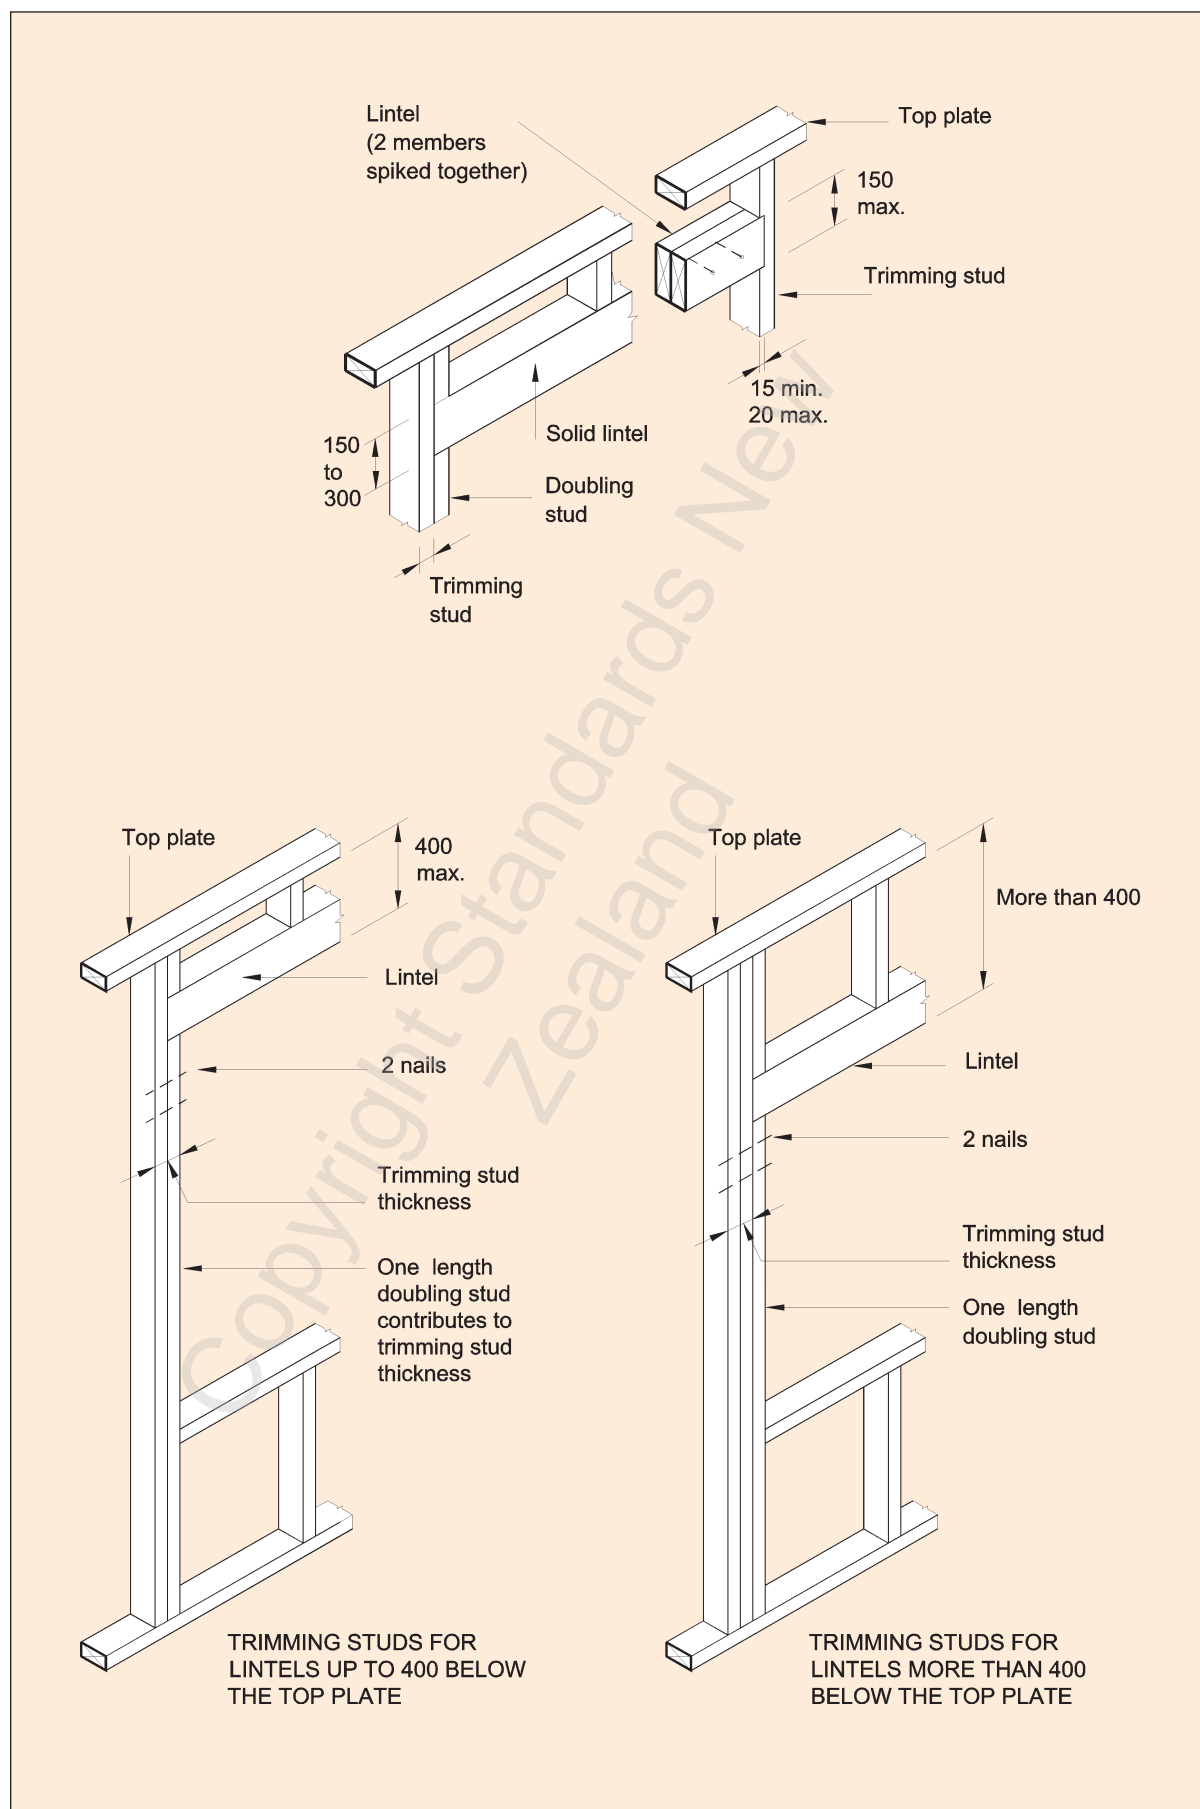 Lintel
(2 members
spiked together)
Top plate
150
max.
Trimming stud
15 min.
20 max.
Solid lintel
150
to
300
Doubling
stud
Trimming
stud
Top plate
400
max.
Lintel
2 nails
Trimming stud
thickness
One length
doubling stud
contributes to
trimming stud
thickness
TRIMMING STUDS FOR
LINTELS UP TO 400 BELOW
THE TOP PLATE
Top plate
More than 400
Lintel
2 nails
Trimming stud
thickness
One length
doubling stud
TRIMMING STUDS FOR
LINTELS MORE THAN 400
BELOW THE TOP PLATE
Copyright Standards New
Zealand